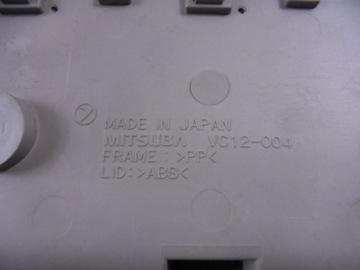 MADE IN JAPAN
MITSUBA VC12-004
FRAME : >PP<
LID:>ABS<